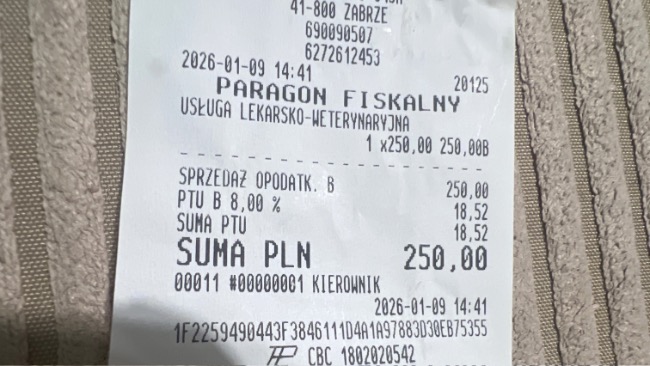 41-800 ZABRZE
690090507
6272612453
2026-01-09 14:41 20125
PARAGON FISKALNY
USŁUGA LEKARSKO-WETERYNARYJNA
1 x250,00 250,00B
SPRZEDAŻ OPODATK. B 250,00
PTU B 8,00 % 18,52
SUMA PTU 18,52
SUMA PLN 250,00
00011 #00000001 KIEROWNIK
2026-01-09 14:41
1F2259490443F3846111D4A1A97883D30EB75355
CBC 1802020542